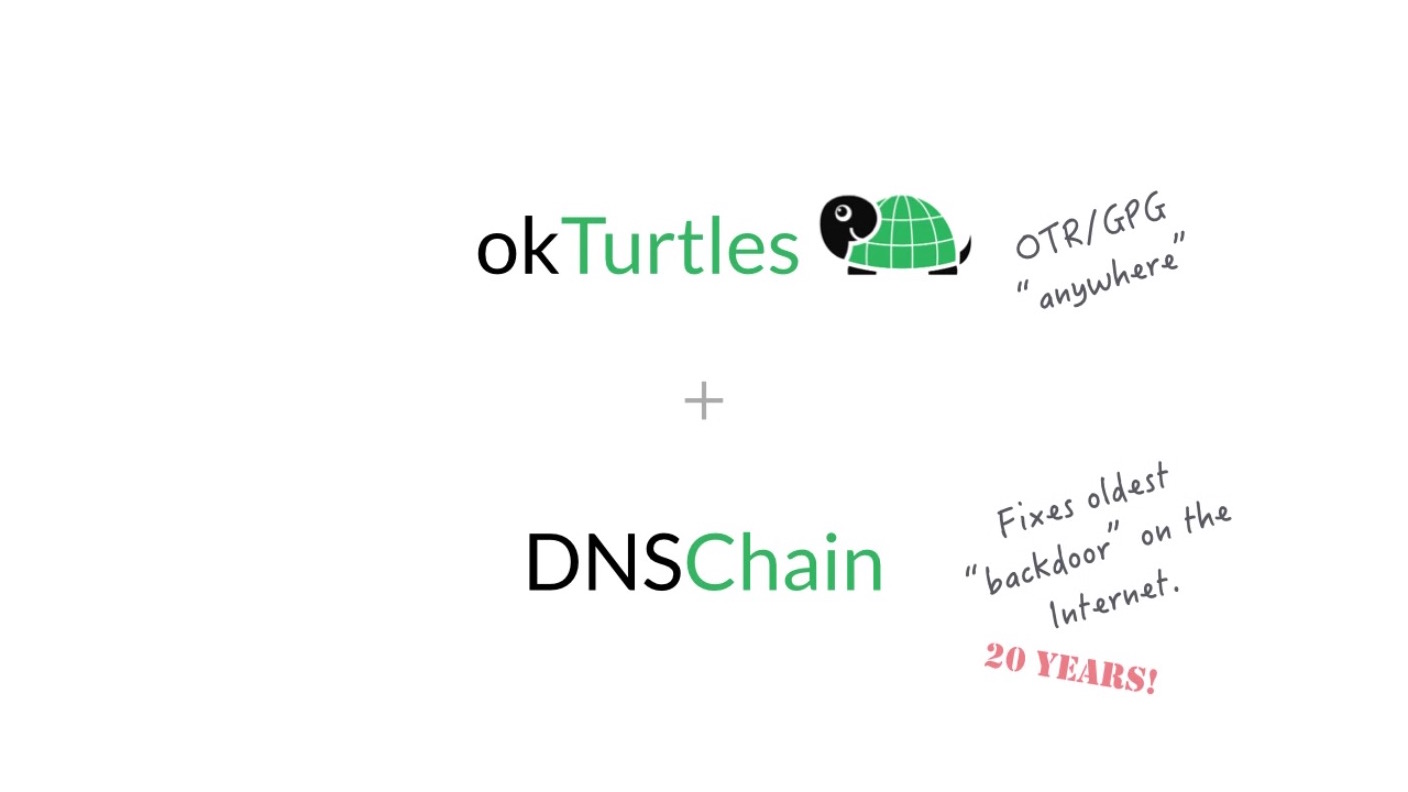 okTurtles
OTR/GPG
“anywhere”
+
DNSChain
Fixes oldest
“backdoor” on the
Internet.
20 YEARS!